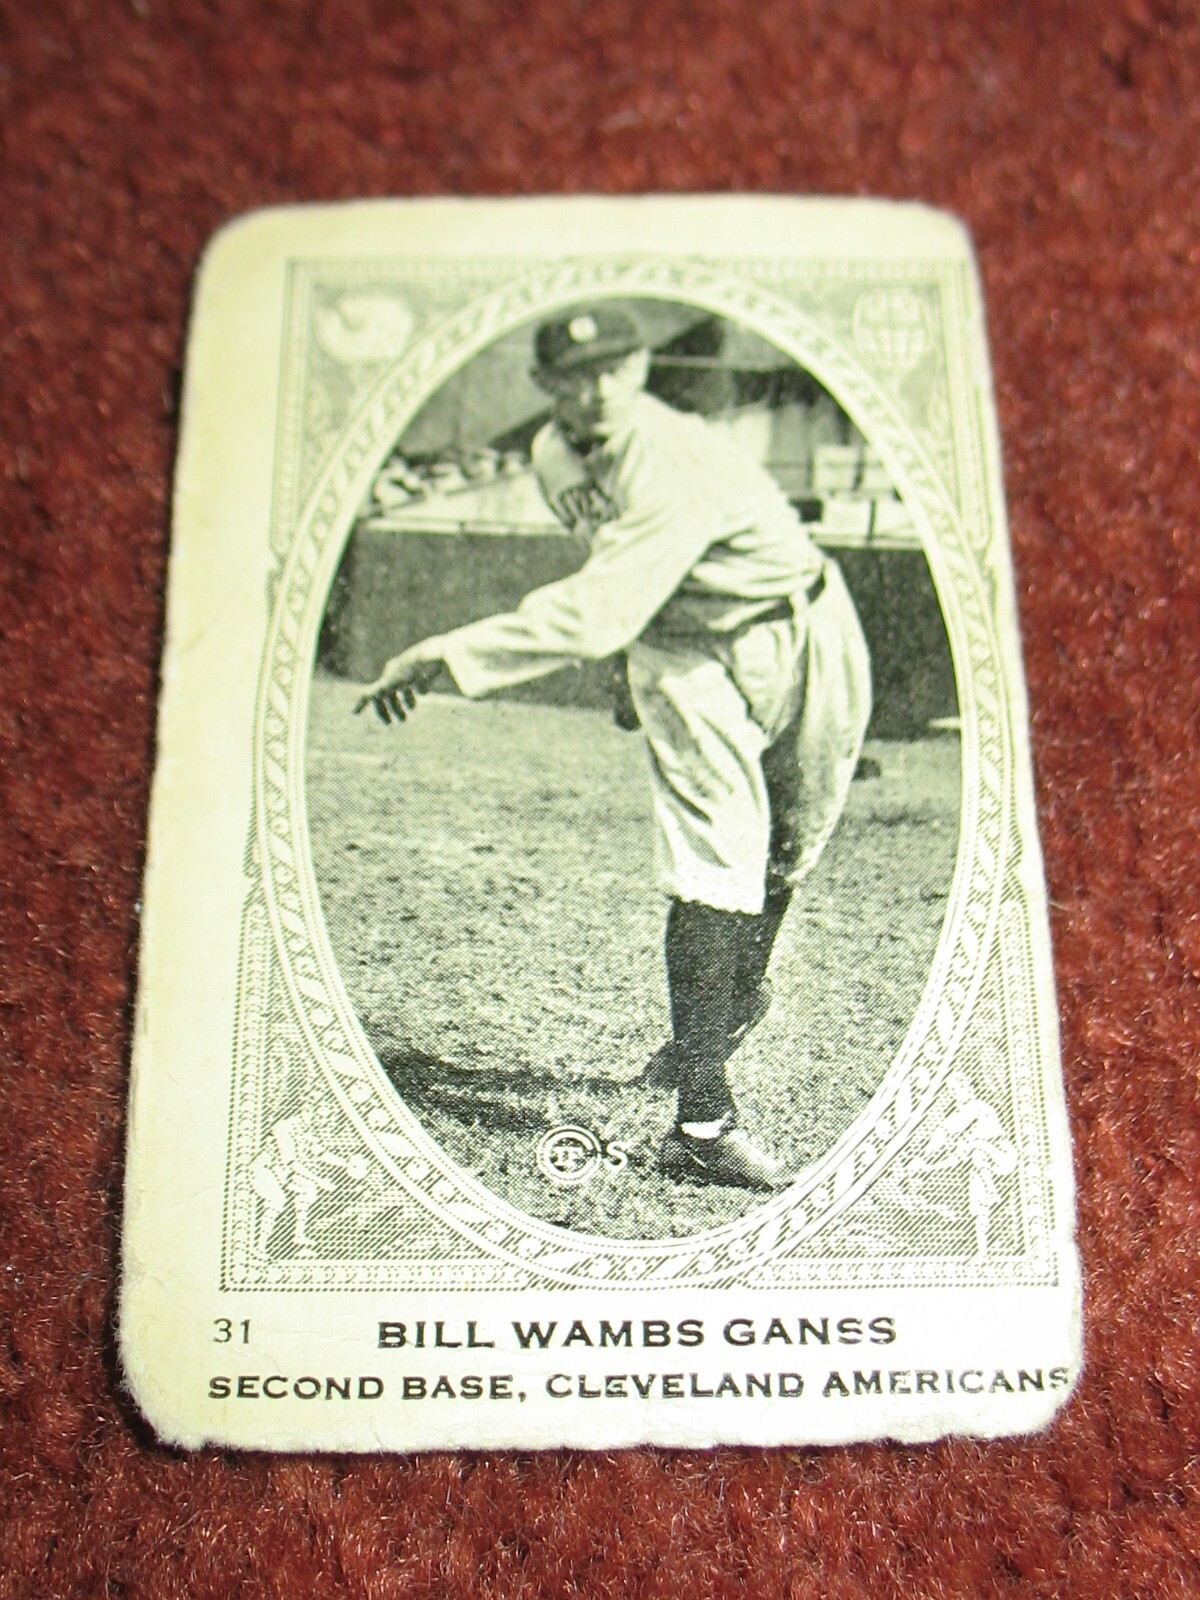 S
31 BILL WAMBS GANSS
SECOND BASE, CLEVELAND AMERICANS